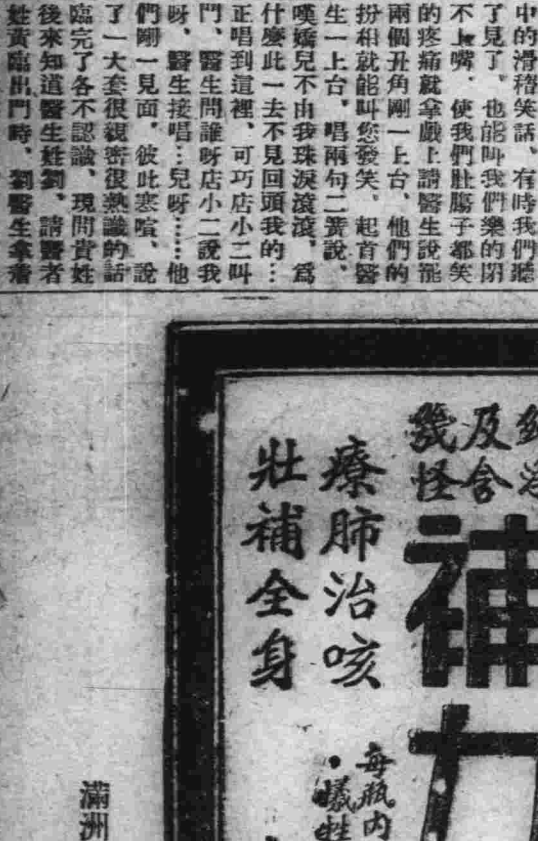 中的滑稽笑話、有時我們聽
了見了、也能叫我們樂的閉
不上嘴、使我們肚腸子都笑
的疼痛就拿戲上請醫生說罷
兩個丑角剛一上台、他們的
扮相就能叫您發笑、起首醫
生一上台、唱兩句二簧說、
嘆嬌兒不由我珠淚滾滾、爲
什麼此一去不見回頭我的…
正唱到這裡、可巧店小二叫
門、醫生問誰呀店小二說我
呀、醫生接唱…兒呀……他
們剛一見面、彼此寒喧、說
了一大套很親密很熟識的話
臨完了各不認識、現問貴姓
後來知道醫生姓劉、請醫者
姓黃臨出門時、劉醫生拿着
及含
幾怪
補力
療肺治咳
壯補全身
每瓶內
・犧牲
滿洲